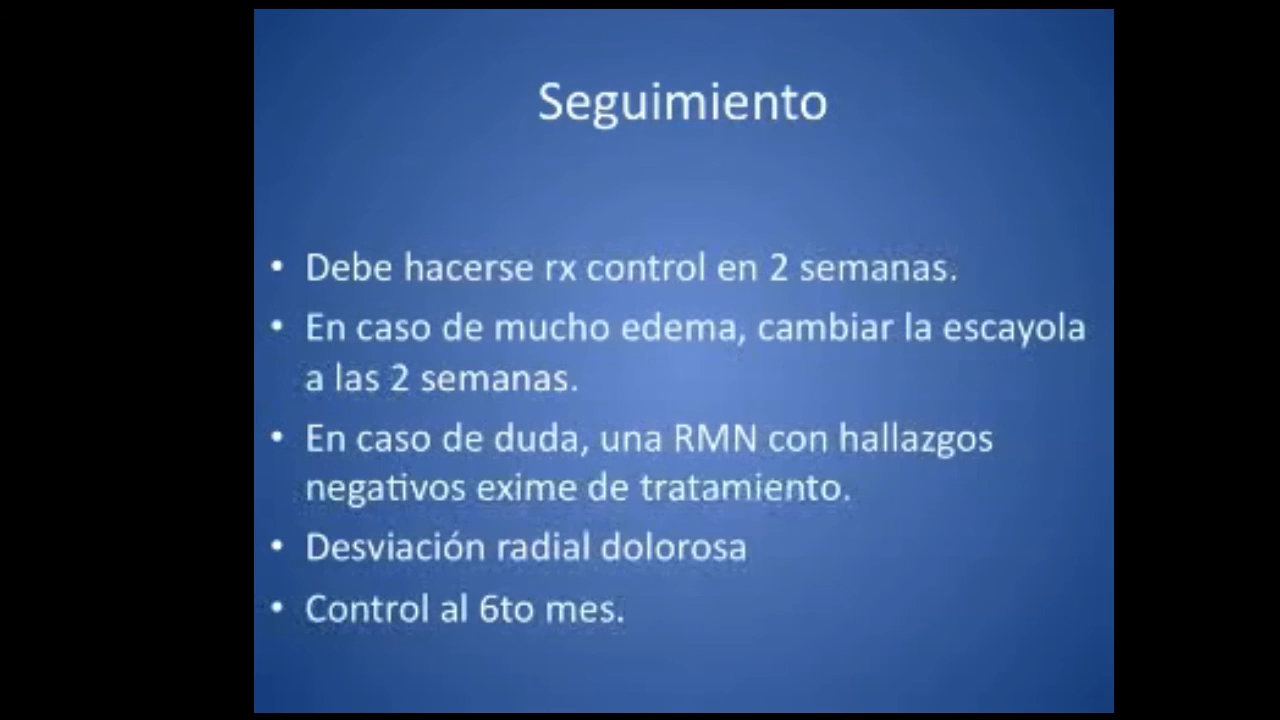 Seguimiento
• Debe hacerse rx control en 2 semanas.
• En caso de mucho edema, cambiar la escayola
a las 2 semanas.
• En caso de duda, una RMN con hallazgos
negativos exime de tratamiento.
• Desviación radial dolorosa
• Control al 6to mes.